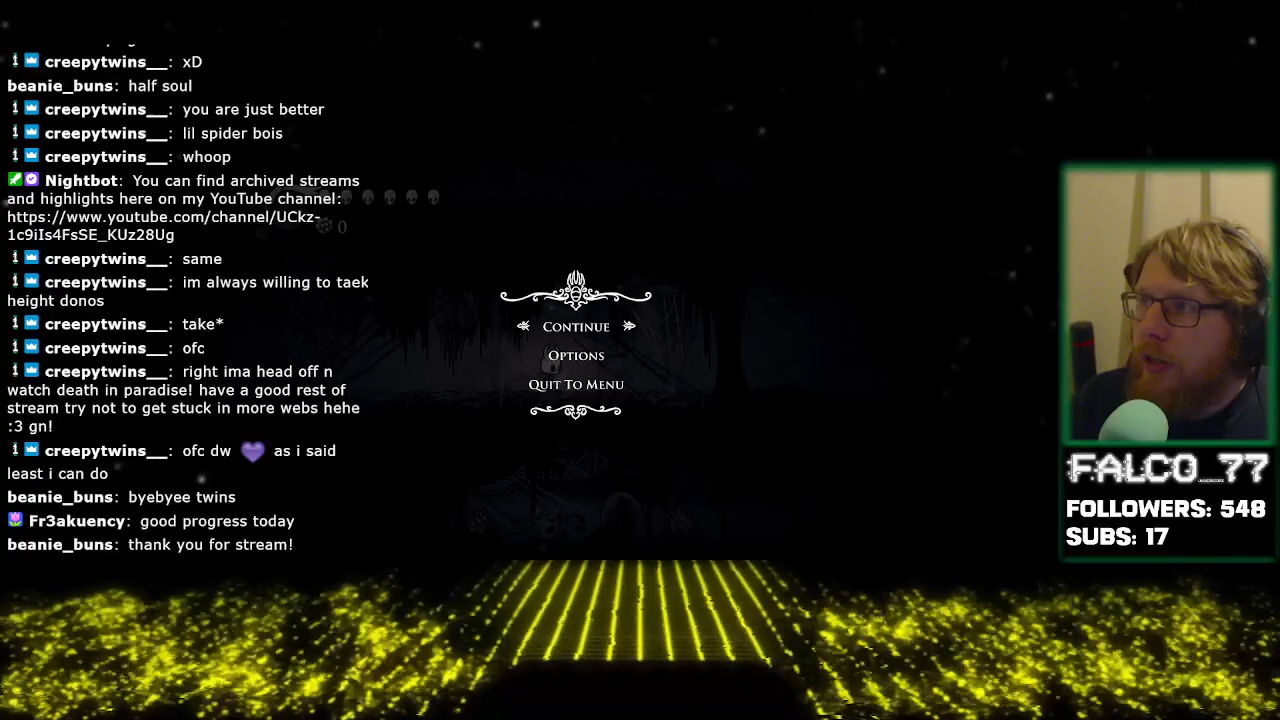 creepytwins__: xD
beanie_buns: half soul
creepytwins__: you are just better
creepytwins__: lil spider bois
creepytwins__: whoop
Nightbot: You can find archived streams
and highlights here on my YouTube channel:
https://www.youtube.com/channel/UCkz-
1c9iIs4FsSE_KUz28Ug
0
creepytwins__: same
creepytwins__: im always willing to taek
height donos
creepytwins__: take*
creepytwins__: ofc
creepytwins__: right ima head off n
watch death in paradise! have a good rest of
stream try not to get stuck in more webs hehe
:3 gn!
creepytwins__: ofc dw as i said
least i can do
beanie_buns: byebyee twins
Fr3akuency: good progress today
beanie_buns: thank you for stream!
CONTINUE
OPTIONS
QUIT TO MENU
FALCO_77
FOLLOWERS: 548
SUBS: 17